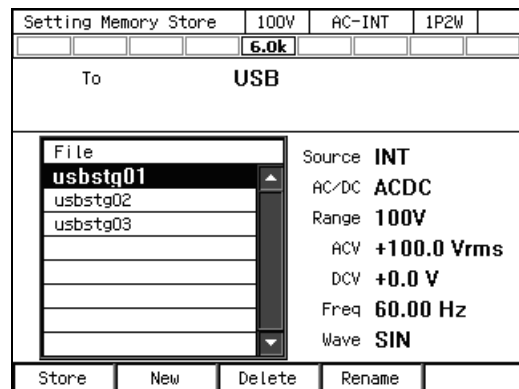 Setting Memory Store 100V AC-INT 1P2W
6.0k
To USB
File
usbstg01
usbstg02
usbstg03
Source INT
AC/DC ACDC
Range 100V
ACV +100.0 Vrms
DCV +0.0 V
Freq 60.00 Hz
Wave SIN
Store New Delete Rename